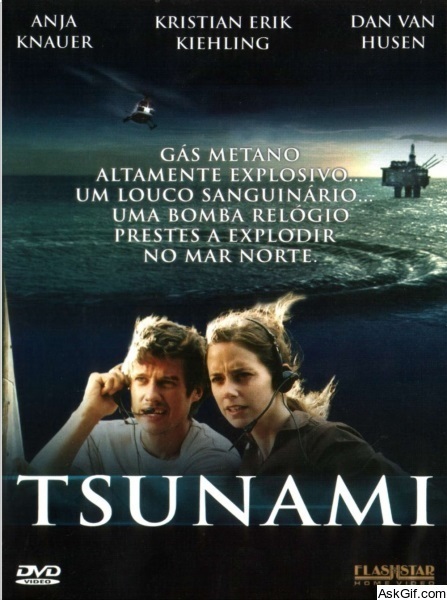 ANJA KNAUER
KRISTIAN ERIK KIEHLING
DAN VAN HUSEN
GÁS METANO
ALTAMENTE EXPLOSIVO...
UM LOUCO SANGUINÁRIO...
UMA BOMBA RELÓGIO
PRESTES A EXPLODIR
NO MAR NORTE.
TSUNAMI
DVD
VIDEO
FLASHSTAR
HOME VIDEO
AskGif.com